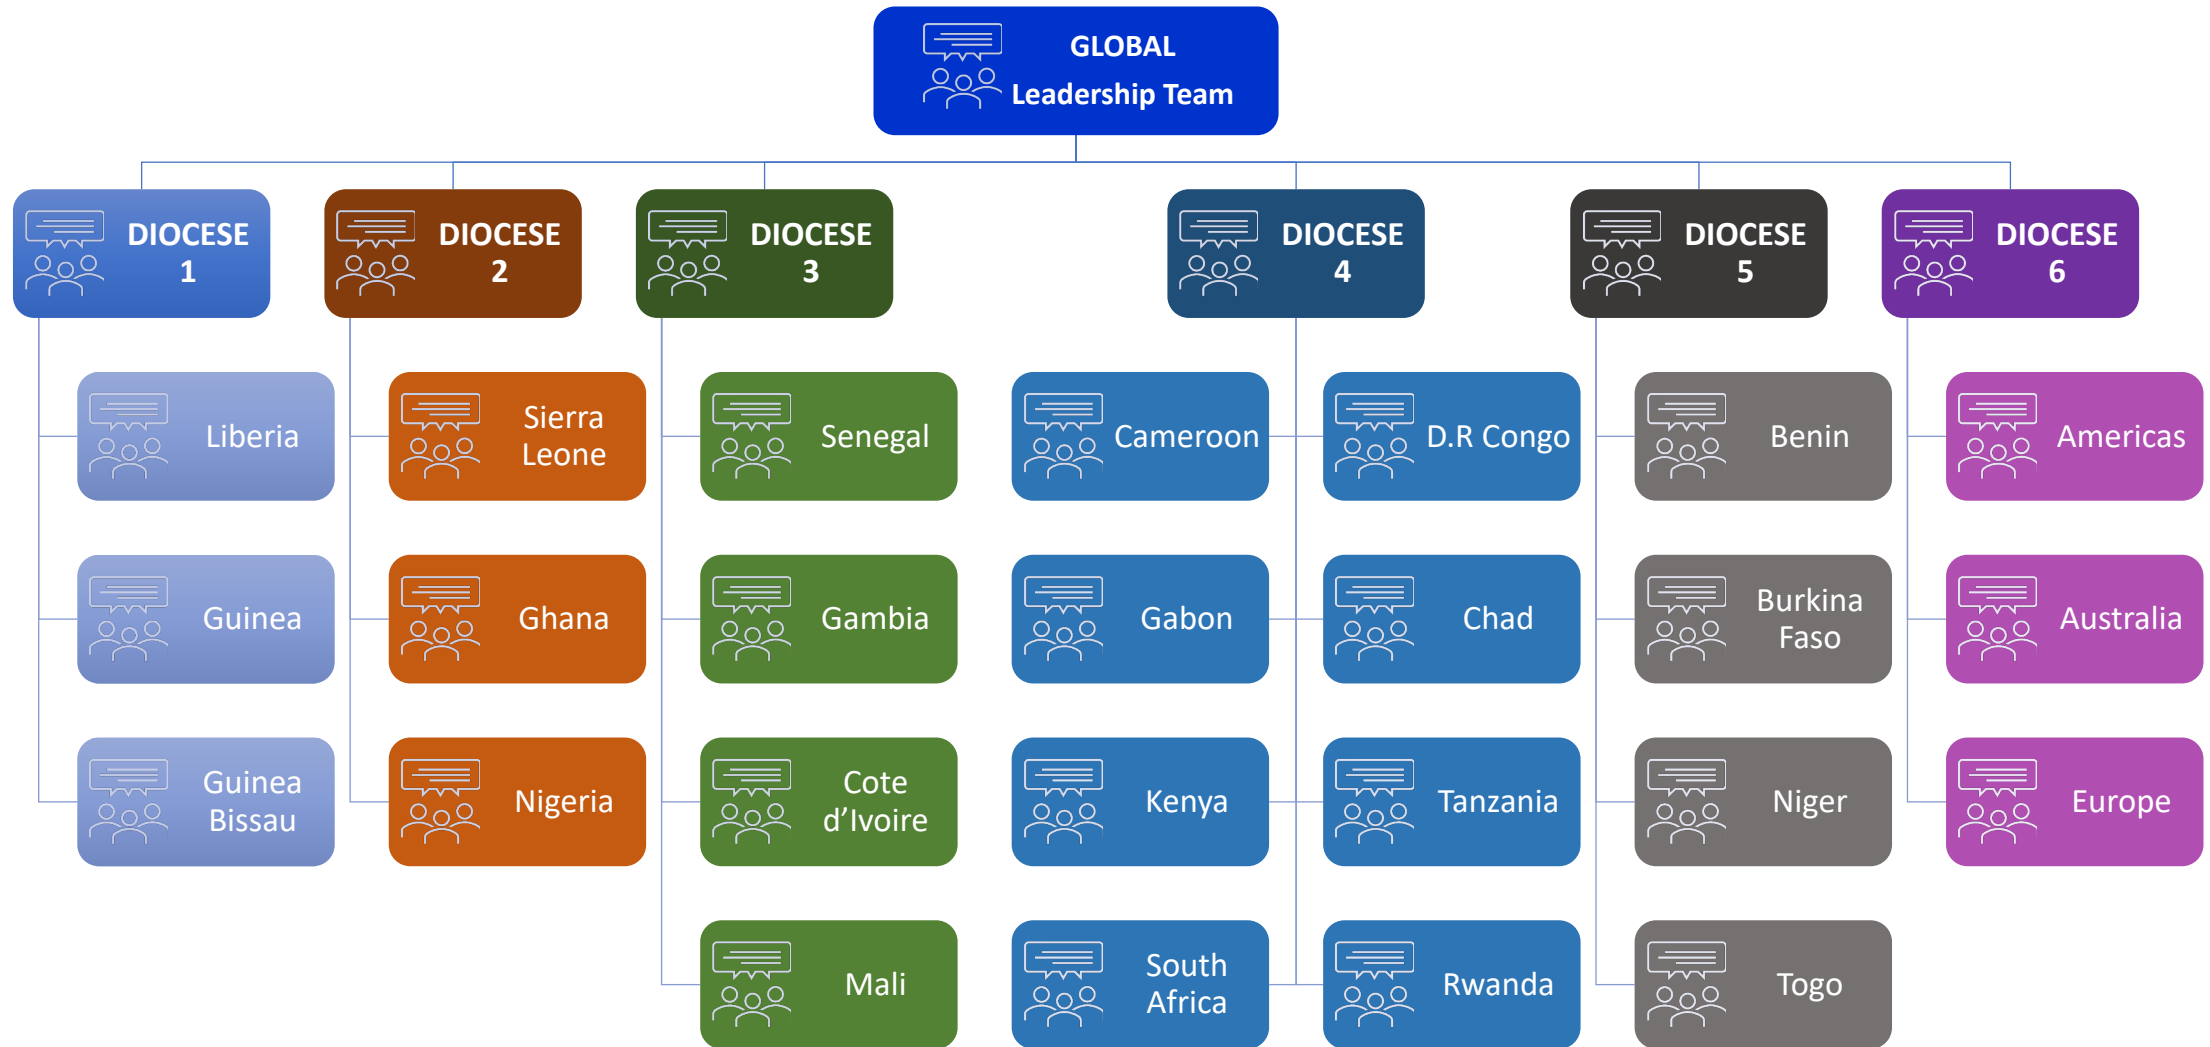 GLOBAL
Leadership Team
DIOCESE
1
DIOCESE
2
DIOCESE
3
DIOCESE
4
DIOCESE
5
DIOCESE
6
Liberia
Sierra
Leone
Senegal
Cameroon
D.R Congo
Benin
Americas
Guinea
Ghana
Gambia
Gabon
Chad
Burkina
Faso
Australia
Guinea
Bissau
Nigeria
Cote
d’Ivoire
Kenya
Tanzania
Niger
Europe
Mali
South
Africa
Rwanda
Togo